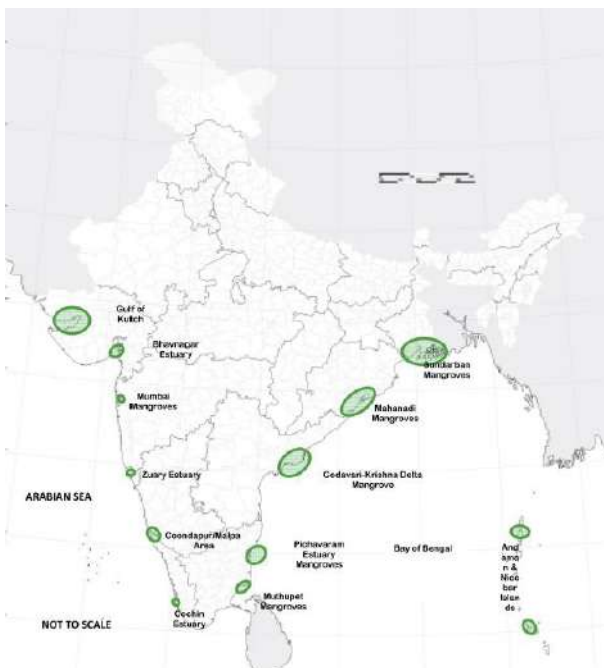 Gulf of
Kutch
Bhavnagar
Estuary
Sundarban
Mangroves
Mumbai
Mangroves
Mahanadi
Mangroves
Zuary Estuary
Godavari-Krishna Delta
Mangrove
ARABIAN SEA
Coondapur/Malpa
Area
Pichavaram
Estuary
Mangroves
Bay of Bengal
And
aman
n &
Nico
bar
Islan
ds
Muthupet
Mangroves
Cochin
Estuary
NOT TO SCALE